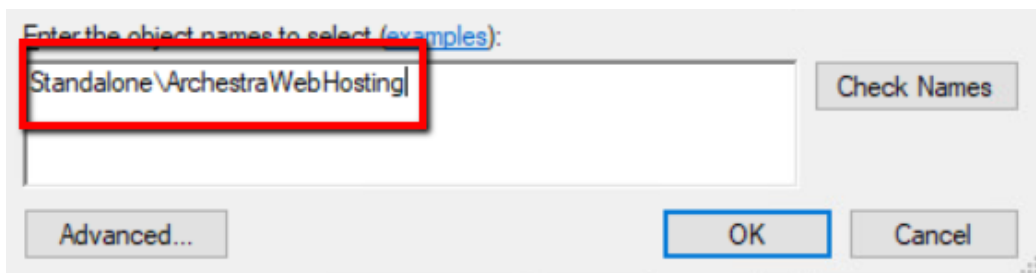 Enter the object names to select (examples):
Standalone\ArchestraWebHosting
Check Names
Advanced...
OK
Cancel